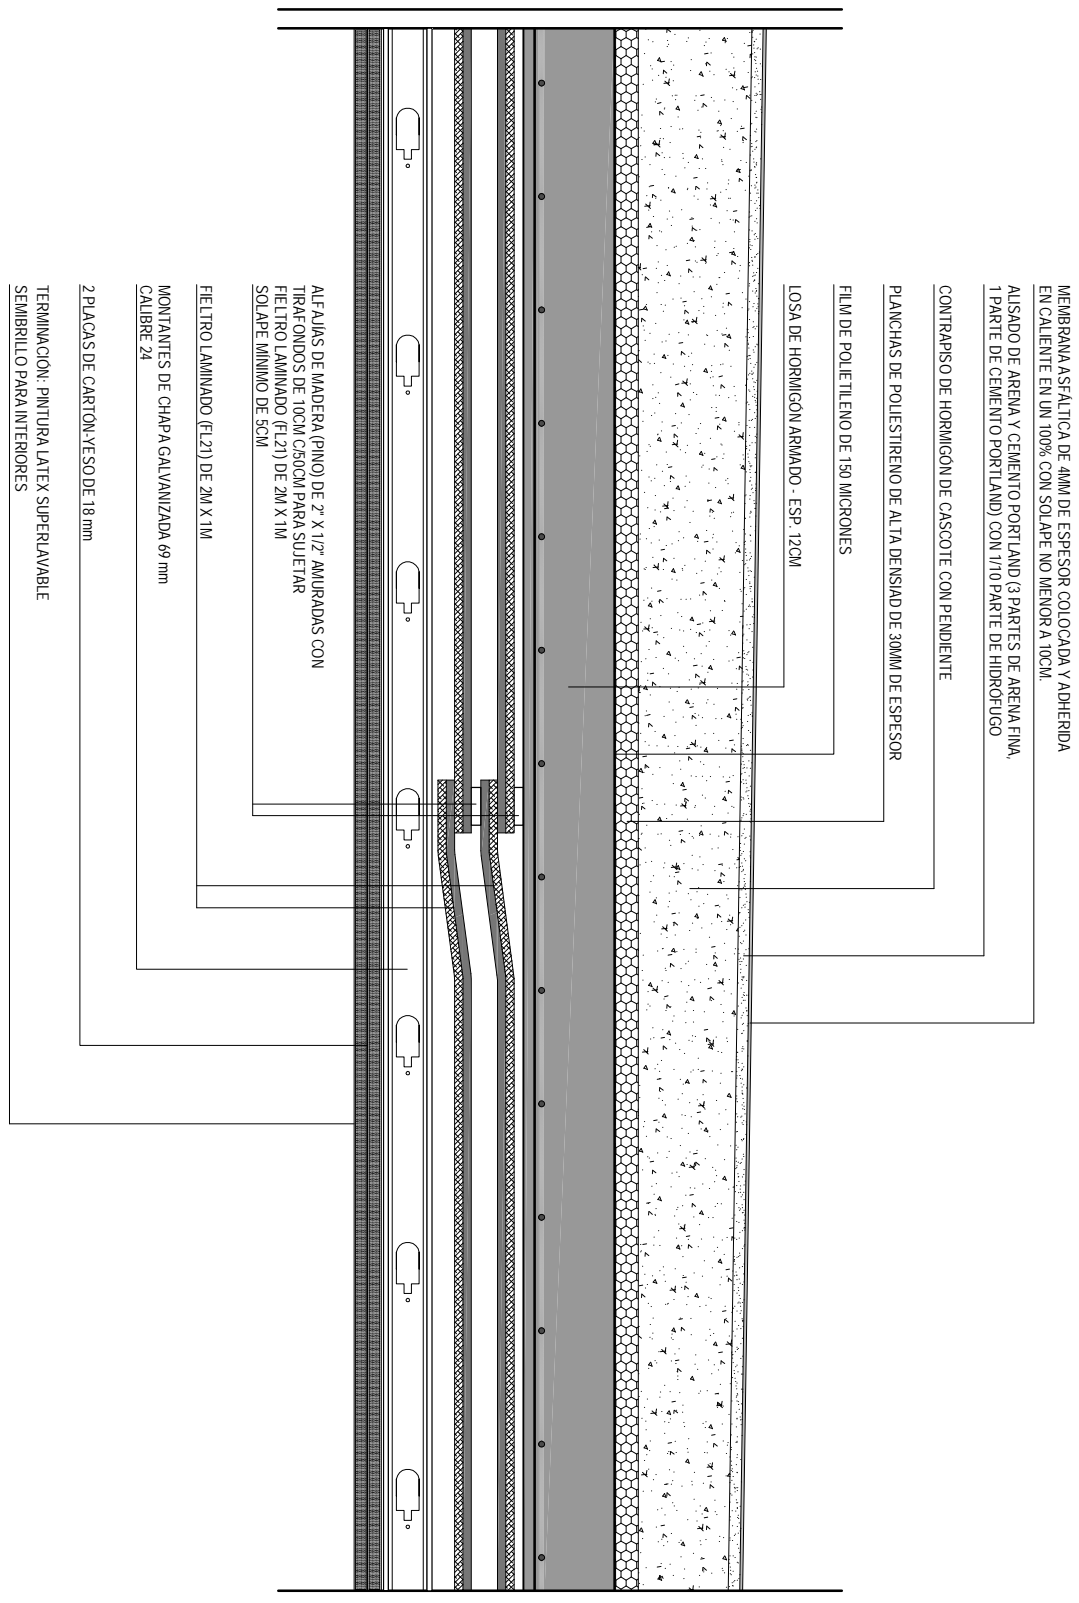 MEMBRANA ASFÁLTICA DE 4MM DE ESPESOR COLOCADA Y ADHERIDA
EN CALIENTE EN UN 100% CON SOLAPE NO MENOR A 10CM.
ALISADO DE ARENA Y CEMENTO PORTLAND (3 PARTES DE ARENA FINA,
1 PARTE DE CEMENTO PORTLAND) CON 1/10 PARTE DE HIDRÓFUGO
CONTRAPISO DE HORMIGÓN DE CASCOTE CON PENDIENTE
PLANCHAS DE POLIESTIRENO DE ALTA DENSIAD DE 30MM DE ESPESOR
FILM DE POLIETILENO DE 150 MICRONES
LOSA DE HORMIGÓN ARMADO - ESP. 12CM
ALFAJÍAS DE MADERA (PINO) DE 2" X 1/2" AMURADAS CON
TIRAFONDOS DE 10CM C/50CM PARA SUJETAR
FIELTRO LAMINADO (FL21) DE 2M X 1M
SOLAPE MÍNIMO DE 5CM
FIELTRO LAMINADO (FL21) DE 2M X 1M
MONTANTES DE CHAPA GALVANIZADA 69 mm
CALIBRE 24
2 PLACAS DE CARTÓN-YESO DE 18 mm
TERMINACIÓN: PINTURA LATEX SUPERLAVABLE
SEMIBRILLO PARA INTERIORES